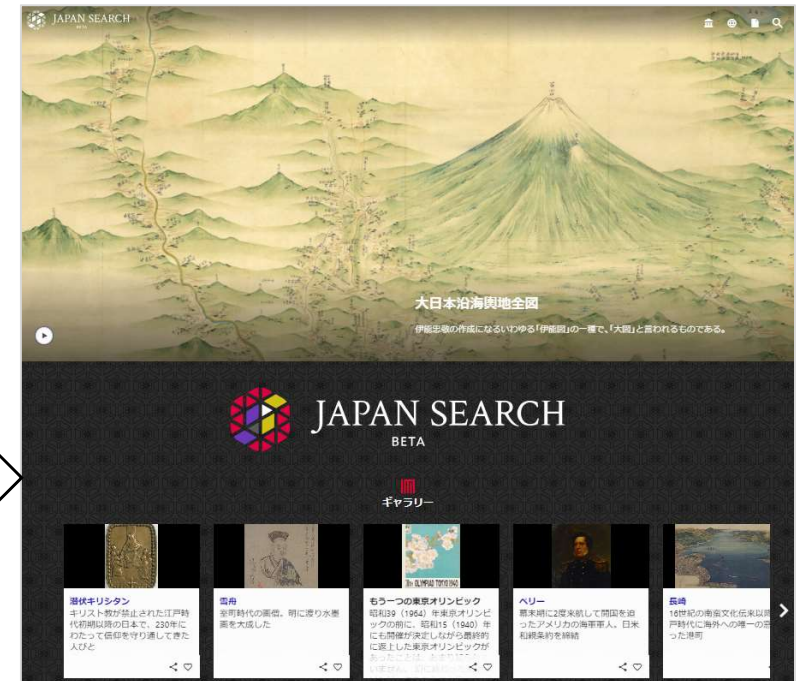 JAPAN SEARCH
BETA
大日本沿海輿地全図
伊能忠敬の作成になるいわゆる「伊能図」の一種で、「大図」と言われるものである。
JAPAN SEARCH
BETA
ギャラリー
潜伏キリシタン
キリスト教が禁止された江戸時
代初期以降の日本で、230年に
わたって信仰を守り通してきた
人びと
雪舟
室町時代の画僧。明に渡り水墨
画を大成した
もう一つの東京オリンピック
昭和39（1964）年東京オリンピ
ックの前に、昭和15（1940）年
にも開催が決定しながら最終的
に返上した東京オリンピックが
ペリー
幕末期に2度来航して開国を迫
ったアメリカの海軍軍人。日米
和親条約を締結
長崎
16世紀の南蛮文化伝来以降
戸時代に海外への唯一の窓
った港町